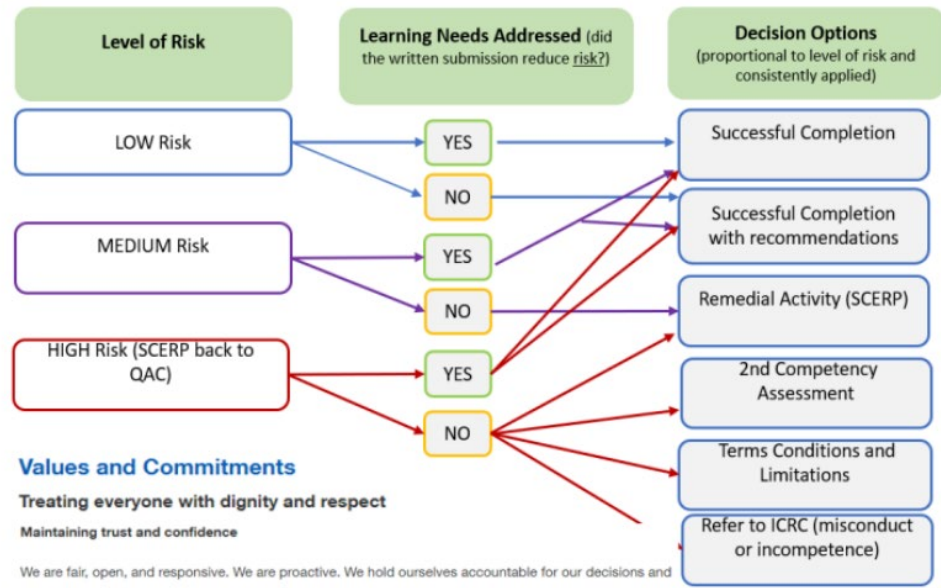 Level of Risk
Learning Needs Addressed (did
the written submission reduce risk?)
Decision Options
(proportional to level of risk and
consistently applied)
LOW Risk
YES
NO
Successful Completion
Successful Completion
with recommendations
MEDIUM Risk
YES
NO
Remedial Activity (SCERP)
HIGH Risk (SCERP back to
QAC)
YES
NO
2nd Competency
Assessment
Terms Conditions and
Limitations
Refer to ICRC (misconduct
or incompetence)
Values and Commitments
Treating everyone with dignity and respect
Maintaining trust and confidence
We are fair, open, and responsive. We are proactive. We hold ourselves accountable for our decisions and